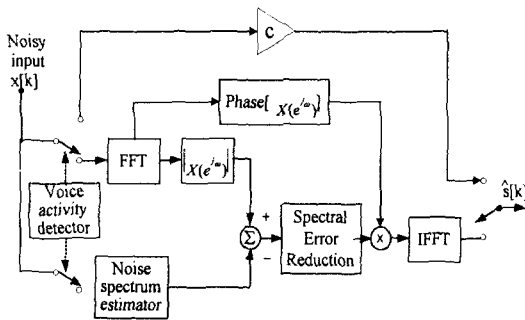 Noisy
input
x[k]
C
Phase[ X(e^{jω}) ]
FFT
|X(e^{jω})|
Voice
activity
detector
+
Σ
−
Spectral
Error
Reduction
x
IFFT
ŝ[k]
Noise
spectrum
estimator